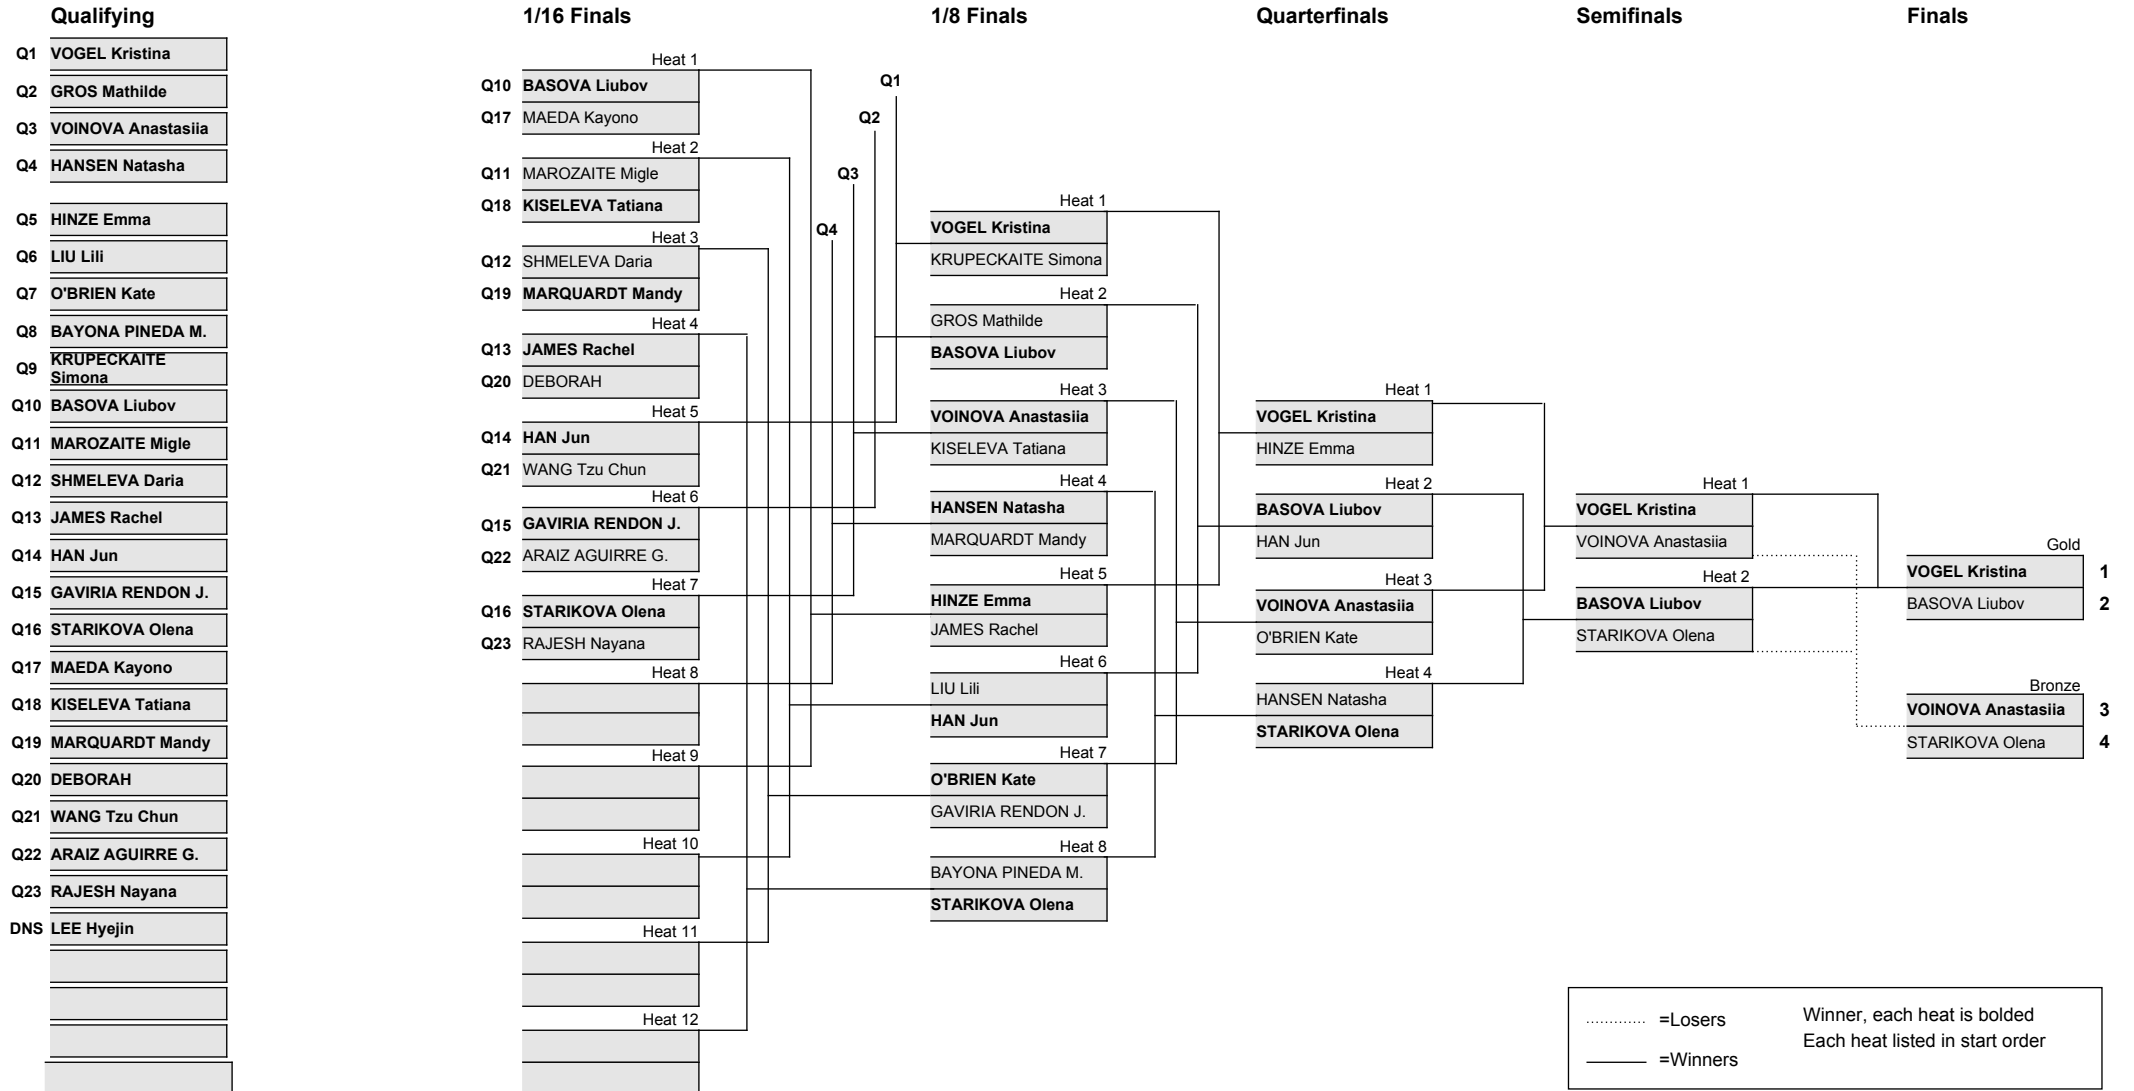 Qualifying
1/16 Finals
1/8 Finals
Quarterfinals
Semifinals
Finals
Q1 VOGEL Kristina
Q2 GROS Mathilde
Q3 VOINOVA Anastasiia
Q4 HANSEN Natasha
Q5 HINZE Emma
Q6 LIU Lili
Q7 O'BRIEN Kate
Q8 BAYONA PINEDA M.
Q9 KRUPECKAITE
Simona
Q10 BASOVA Liubov
Q11 MAROZAITE Migle
Q12 SHMELEVA Daria
Q13 JAMES Rachel
Q14 HAN Jun
Q15 GAVIRIA RENDON J.
Q16 STARIKOVA Olena
Q17 MAEDA Kayono
Q18 KISELEVA Tatiana
Q19 MARQUARDT Mandy
Q20 DEBORAH
Q21 WANG Tzu Chun
Q22 ARAIZ AGUIRRE G.
Q23 RAJESH Nayana
DNS LEE Hyejin
Heat 1
Q10 BASOVA Liubov
Q17 MAEDA Kayono
Heat 2
Q11 MAROZAITE Migle
Q18 KISELEVA Tatiana
Heat 3
Q12 SHMELEVA Daria
Q19 MARQUARDT Mandy
Heat 4
Q13 JAMES Rachel
Q20 DEBORAH
Heat 5
Q14 HAN Jun
Q21 WANG Tzu Chun
Heat 6
Q15 GAVIRIA RENDON J.
Q22 ARAIZ AGUIRRE G.
Heat 7
Q16 STARIKOVA Olena
Q23 RAJESH Nayana
Heat 8
Heat 9
Heat 10
Heat 11
Heat 12
Q1
Q2
Q3
Q4
Heat 1
VOGEL Kristina
KRUPECKAITE Simona
Heat 2
GROS Mathilde
BASOVA Liubov
Heat 3
VOINOVA Anastasiia
KISELEVA Tatiana
Heat 4
HANSEN Natasha
MARQUARDT Mandy
Heat 5
HINZE Emma
JAMES Rachel
Heat 6
LIU Lili
HAN Jun
Heat 7
O'BRIEN Kate
GAVIRIA RENDON J.
Heat 8
BAYONA PINEDA M.
STARIKOVA Olena
Heat 1
VOGEL Kristina
HINZE Emma
Heat 2
BASOVA Liubov
HAN Jun
Heat 3
VOINOVA Anastasiia
O'BRIEN Kate
Heat 4
HANSEN Natasha
STARIKOVA Olena
Heat 1
VOGEL Kristina
VOINOVA Anastasiia
Heat 2
BASOVA Liubov
STARIKOVA Olena
Gold
VOGEL Kristina 1
BASOVA Liubov 2
Bronze
VOINOVA Anastasiia 3
STARIKOVA Olena 4
=Losers
=Winners
Winner, each heat is bolded
Each heat listed in start order